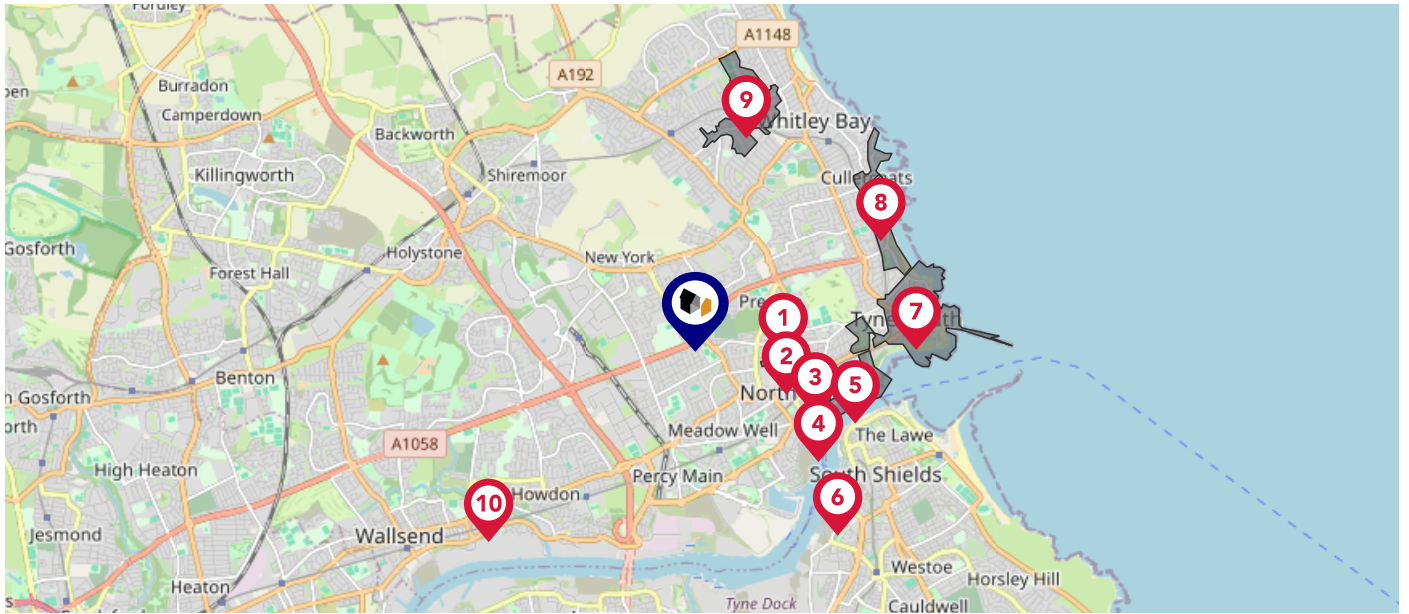 Fordley
A1148
A192
Burradon
Camperdown
9
Whitley Bay
Backworth
Killingworth
Shiremoor
Cullercoats
8
Gosforth
Holystone
New York
Forest Hall
7
1
2
3
5
Benton
North
h Gosforth
orth
4
Meadow Well
The Lawe
A1058
High Heaton
Percy Main
South Shields
Howdon
10
6
Jesmond
Wallsend
Westoe
Horsley Hill
Heaton
Tyne Dock
Cauldwell